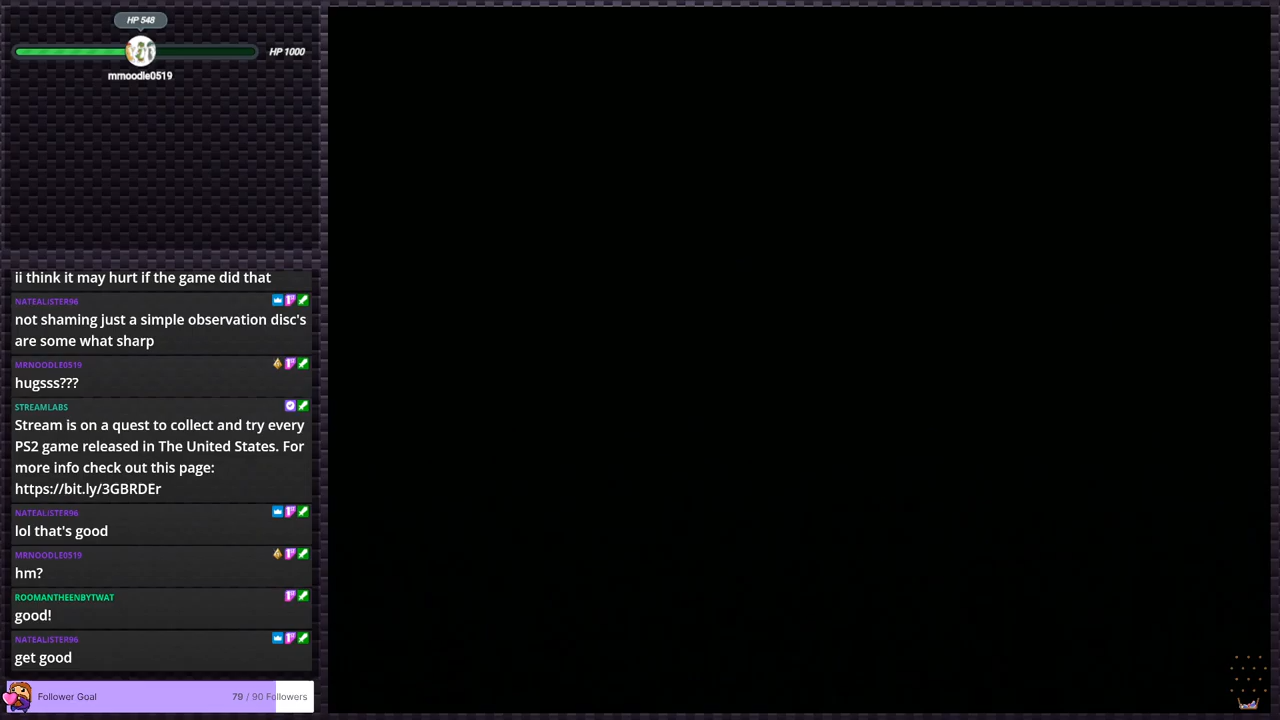 HP 548
HP 1000
mrnoodle0519
ii think it may hurt if the game did that
NATEALISTER96
not shaming just a simple observation disc's
are some what sharp
MRNOODLE0519
hugsss???
STREAMLABS
Stream is on a quest to collect and try every
PS2 game released in The United States. For
more info check out this page:
https://bit.ly/3GBRDEr
NATEALISTER96
lol that's good
MRNOODLE0519
hm?
ROOMANTHEENBYTWAT
good!
NATEALISTER96
get good
Follower Goal 79 / 90 Followers